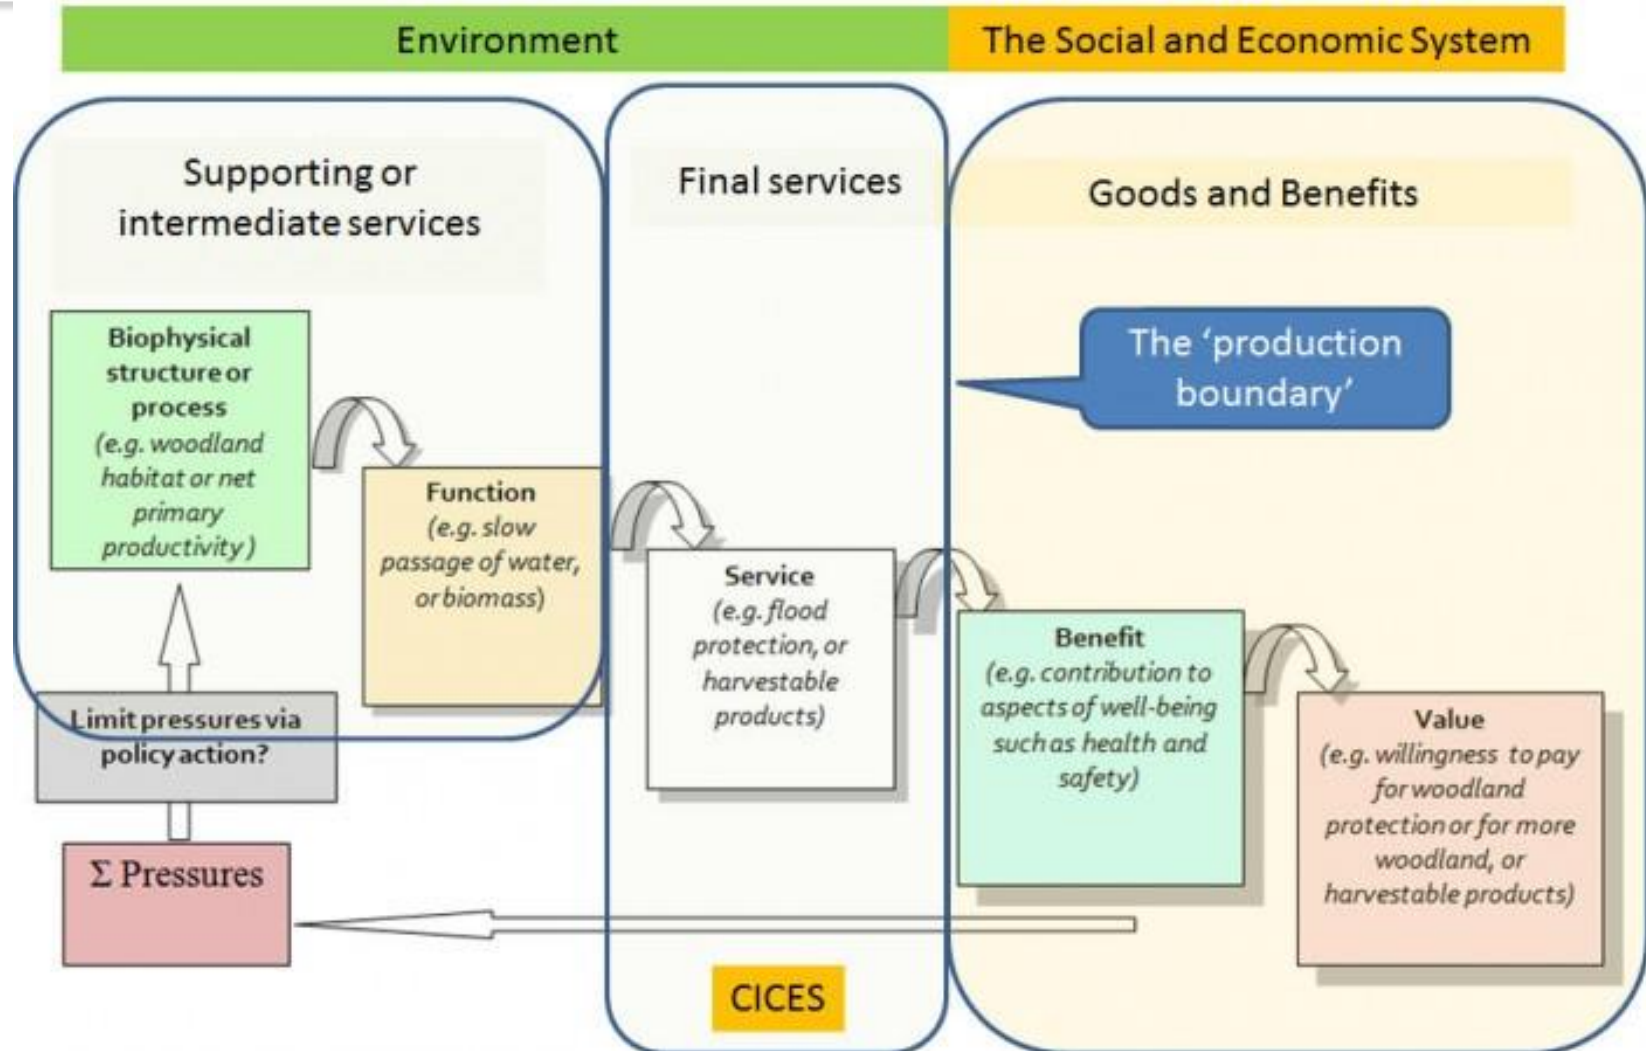 Environment
The Social and Economic System
Supporting or
intermediate services
Final services
Goods and Benefits
The ‘production
boundary’
Biophysical
structure or
process
(e.g. woodland
habitat or net
primary
productivity )
Function
(e.g. slow
passage of water,
or biomass)
Service
(e.g. flood
protection, or
harvestable
products)
Benefit
(e.g. contribution to
aspects of well-being
such as health and
safety)
Value
(e.g. willingness to pay
for woodland
protection or for more
woodland, or
harvestable products)
Limit pressures via
policy action?
Σ Pressures
CICES